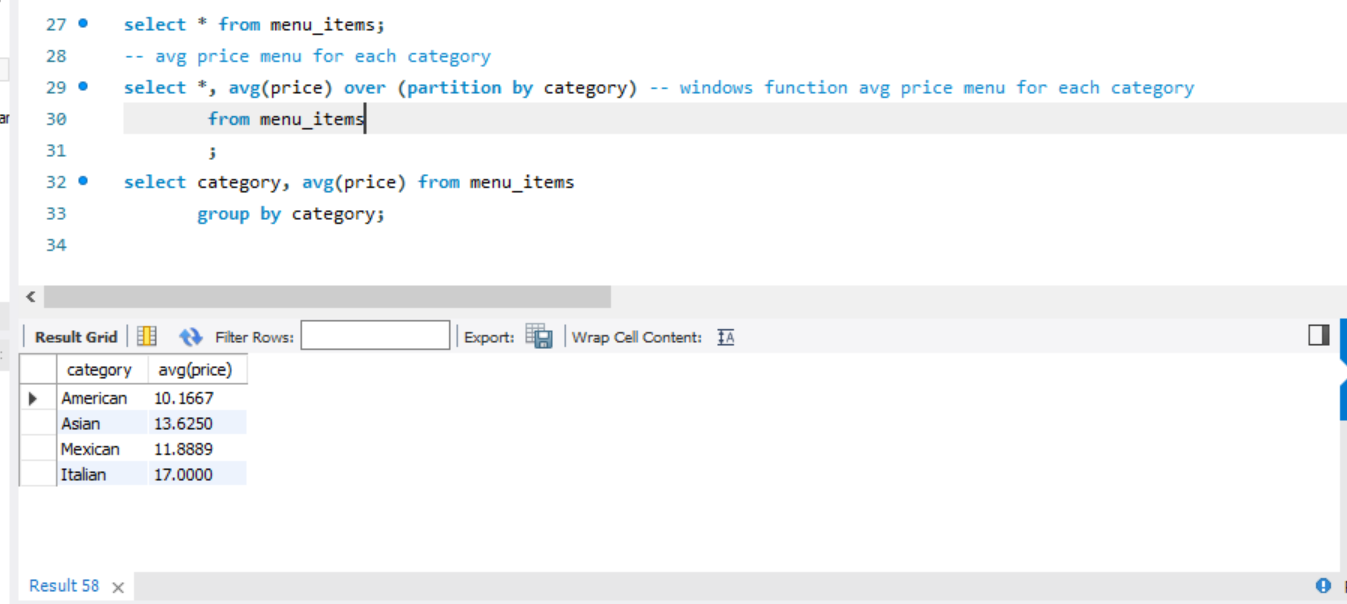 27 select * from menu_items;
28 -- avg price menu for each category
29 select *, avg(price) over (partition by category) -- windows function avg price menu for each category
ar
30 from menu_items
31 ;
32 select category, avg(price) from menu_items
33 group by category;
34
Result Grid Filter Rows: Export: Wrap Cell Content: IA
category avg(price)
American 10.1667
Asian 13.6250
Mexican 11.8889
Italian 17.0000
Result 58